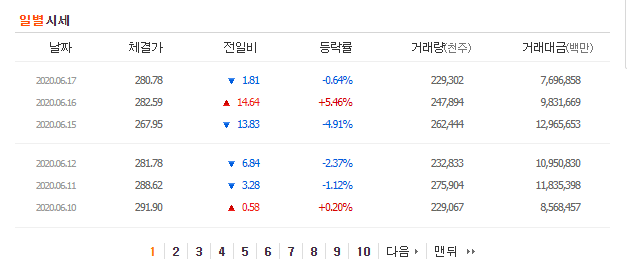 일별 시세
날짜 체결가 전일비 등락률 거래량(천주) 거래대금(백만)
2020.06.17 280.78 ▼ 1.81 -0.64% 229,302 7,696,858
2020.06.16 282.59 ▲ 14.64 +5.46% 247,894 9,831,669
2020.06.15 267.95 ▼ 13.83 -4.91% 262,444 12,965,653
2020.06.12 281.78 ▼ 6.84 -2.37% 232,833 10,950,830
2020.06.11 288.62 ▼ 3.28 -1.12% 275,904 11,835,398
2020.06.10 291.90 ▲ 0.58 +0.20% 229,067 8,568,457
1 2 3 4 5 6 7 8 9 10 다음 맨뒤